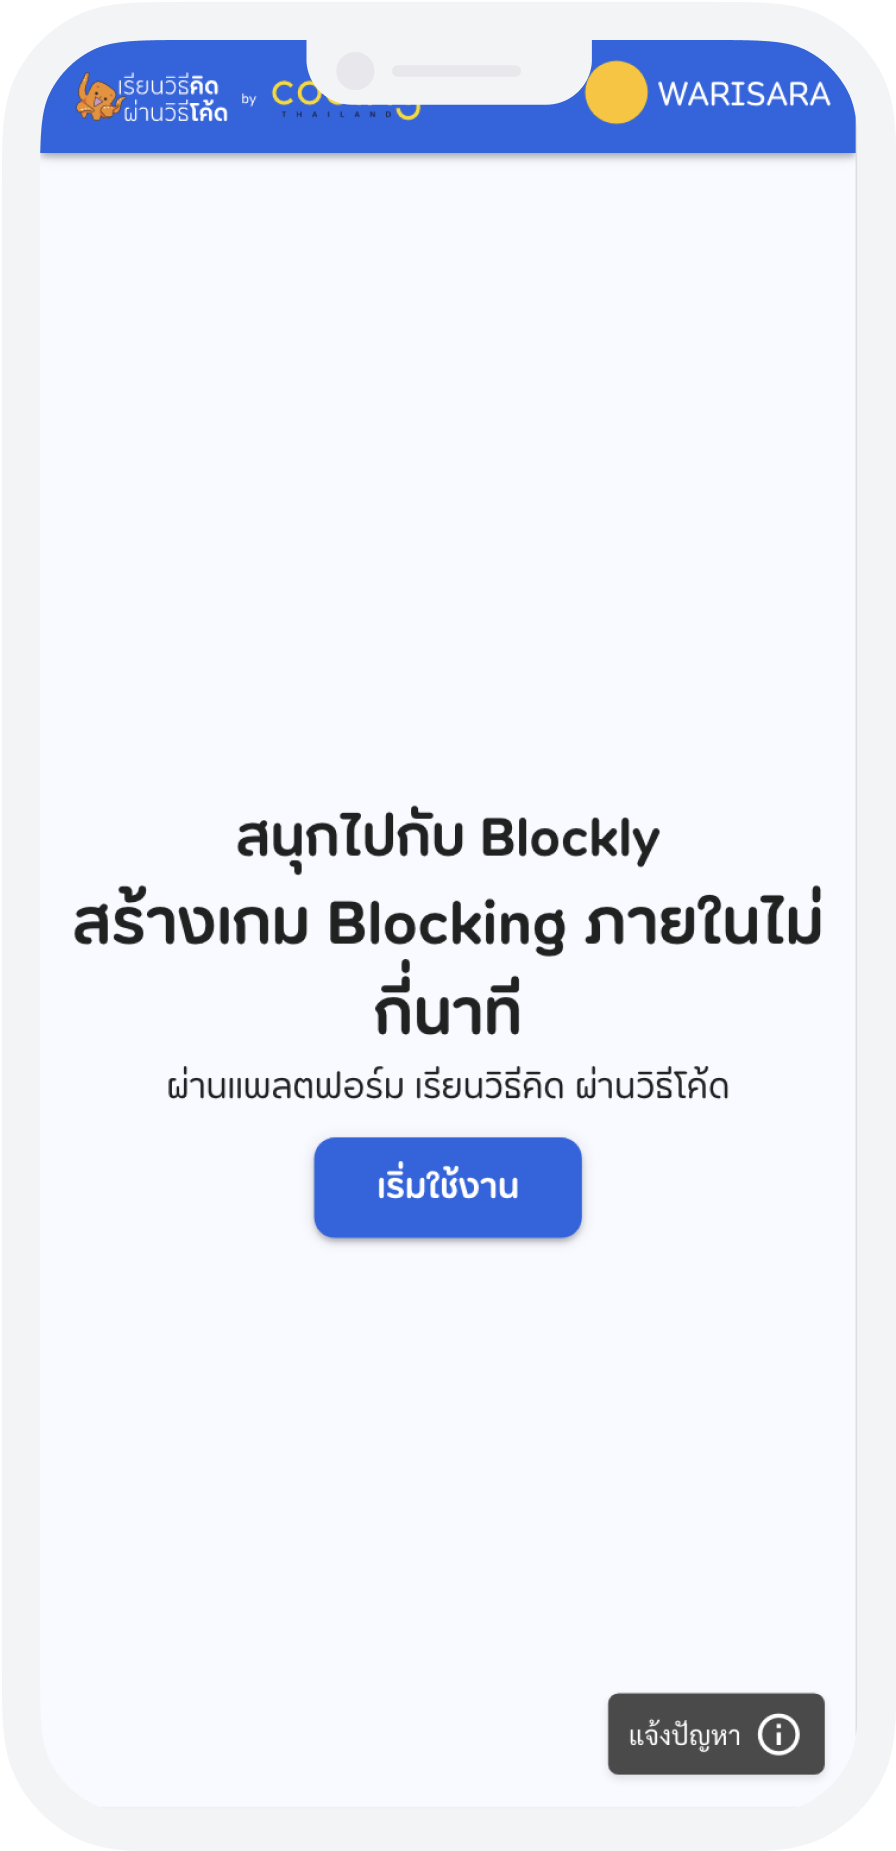 เรียนวิธีคิด
ผ่านวิธีโค้ด
by
THAILAND
WARISARA
สนุกไปกับ Blockly
สร้างเกม Blocking ภายในไม่
กี่นาที
ผ่านแพลตฟอร์ม เรียนวิธีคิด ผ่านวิธีโค้ด
เริ่มใช้งาน
แจ้งปัญหา